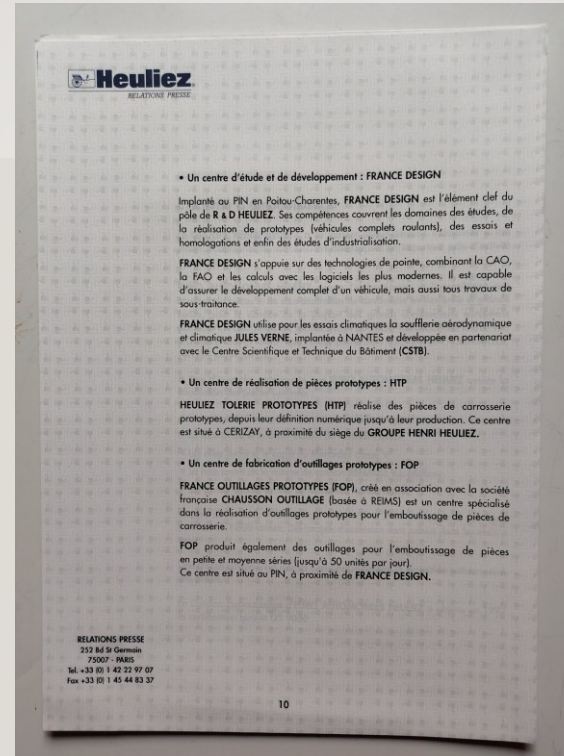 Heuliez
RELATIONS PRESSE
• Un centre d'étude et de développement : FRANCE DESIGN
Implanté au PIN en Poitou-Charentes, FRANCE DESIGN est l'élément clef du
pôle de R & D HEULIEZ. Ses compétences couvrent les domaines des études, de
la réalisation de prototypes (véhicules complets roulants), des essais et
homologations et enfin des études d'industrialisation.
FRANCE DESIGN s'appuie sur des technologies de pointe, combinant la CAO,
la FAO et les calculs avec les logiciels les plus modernes. Il est capable
d'assurer le développement complet d'un véhicule, mais aussi tous travaux de
sous-traitance.
FRANCE DESIGN utilise pour les essais climatiques la soufflerie aérodynamique
et climatique JULES VERNE, implantée à NANTES et développée en partenariat
avec le Centre Scientifique et Technique du Bâtiment (CSTB).
• Un centre de réalisation de pièces prototypes : HTP
HEULIEZ TOLERIE PROTOTYPES (HTP) réalise des pièces de carrosserie
prototypes, depuis leur définition numérique jusqu'à leur production. Ce centre
est situé à CERIZAY, à proximité du siège du GROUPE HENRI HEULIEZ.
• Un centre de fabrication d'outillages prototypes : FOP
FRANCE OUTILLAGES PROTOTYPES (FOP), créé en association avec la société
française CHAUSSON OUTILLAGE (basée à REIMS) est un centre spécialisé
dans la réalisation d'outillages prototypes pour l'emboutissage de pièces de
carrosserie.
FOP produit également des outillages pour l'emboutissage de pièces
en petite et moyenne séries (jusqu'à 50 unités par jour).
Ce centre est situé au PIN, à proximité de FRANCE DESIGN.
RELATIONS PRESSE
252 Bd St Germain
75007 - PARIS
Tel. +33 (0) 1 42 22 97 07
Fax +33 (0) 1 45 44 83 37
10